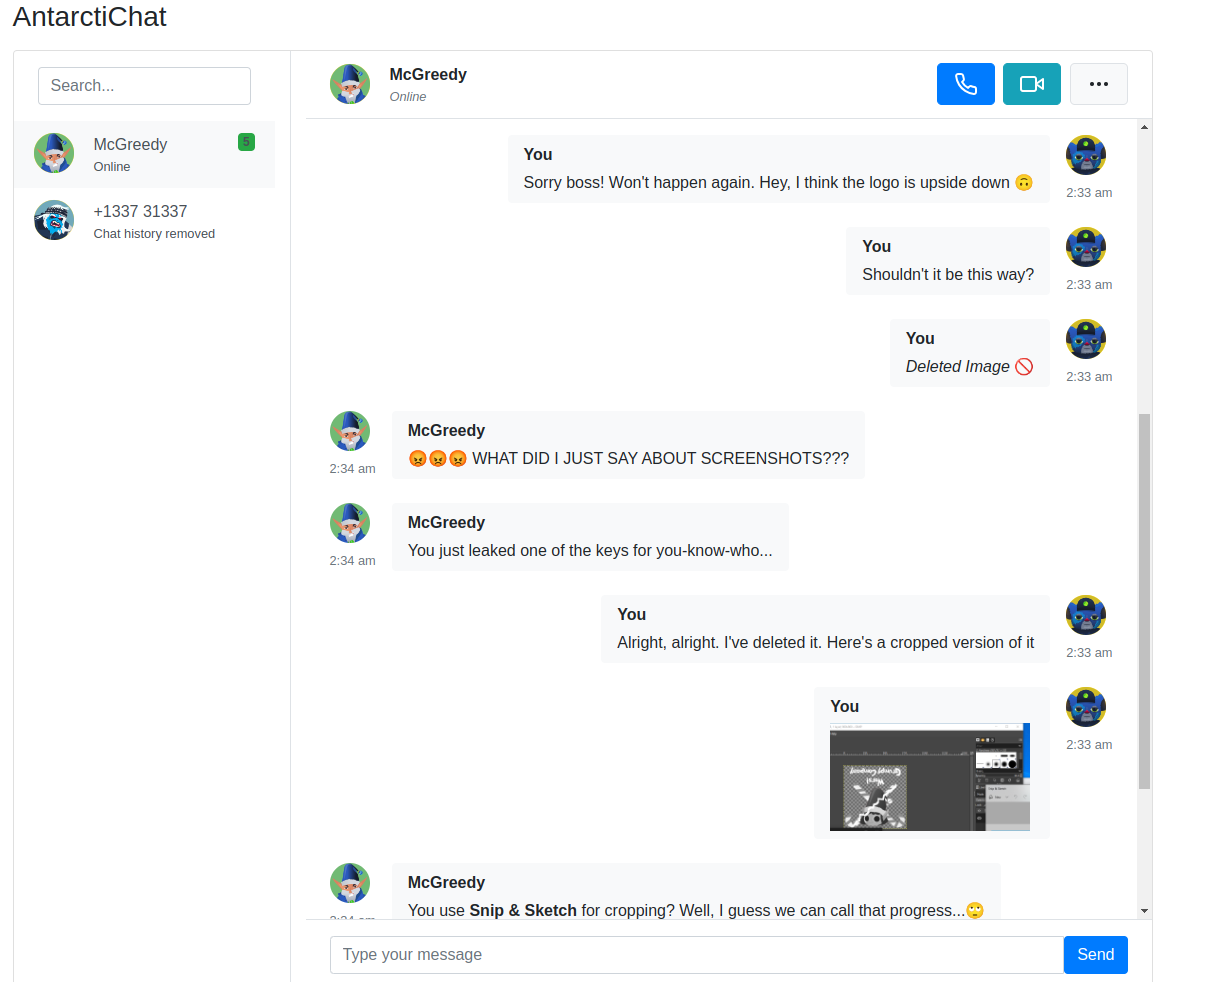 AntarctiChat
Search...
McGreedy
5
Online
+1337 31337
Chat history removed
McGreedy
Online
You
Sorry boss! Won't happen again. Hey, I think the logo is upside down 🙃
2:33 am
You
Shouldn't it be this way?
2:33 am
You
Deleted Image 🚫
2:33 am
McGreedy
😡😡😡 WHAT DID I JUST SAY ABOUT SCREENSHOTS???
2:34 am
McGreedy
You just leaked one of the keys for you-know-who...
2:34 am
You
Alright, alright. I've deleted it. Here's a cropped version of it
2:33 am
You
2:33 am
McGreedy
You use Snip & Sketch for cropping? Well, I guess we can call that progress...🙄
2:34 am
Type your message
Send